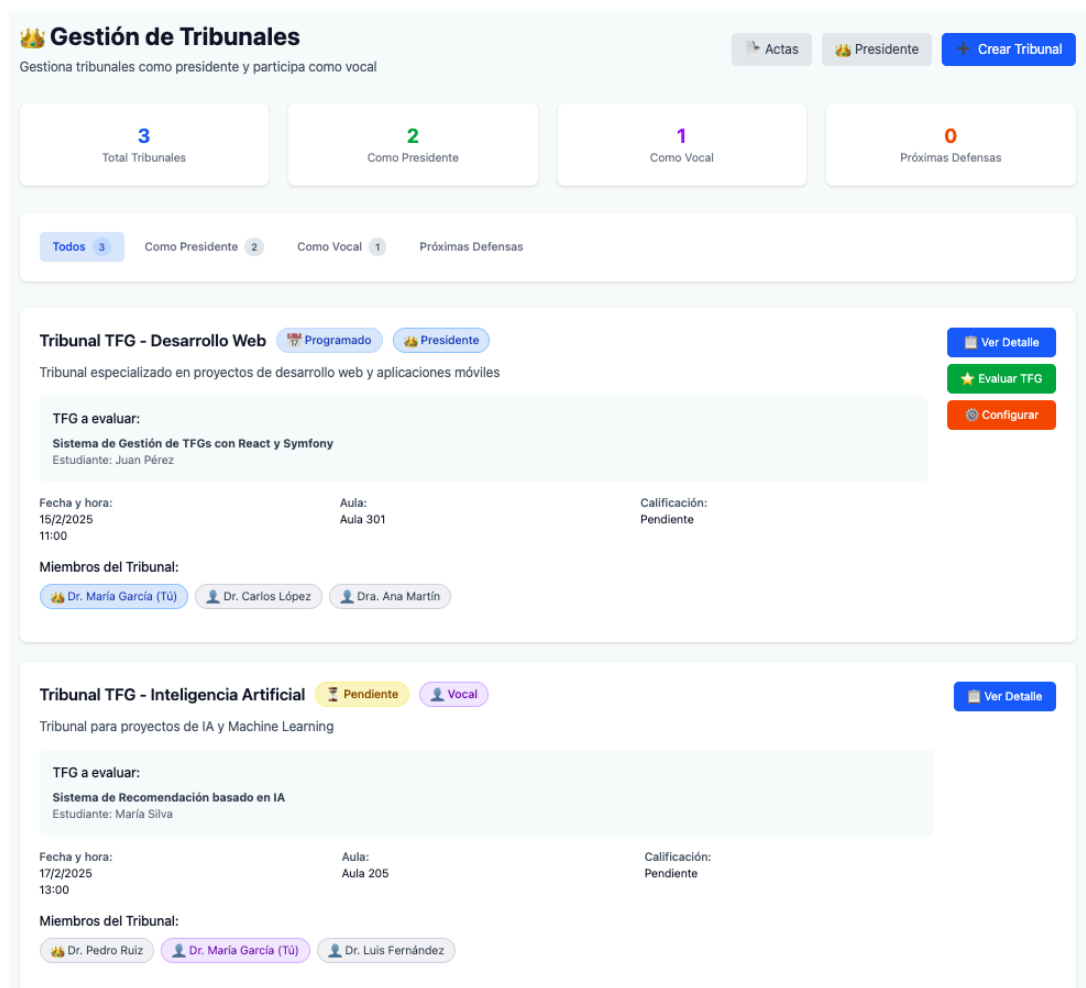 Gestión de Tribunales
Gestiona tribunales como presidente y participa como vocal
Actas
Presidente
Crear Tribunal
3
Total Tribunales
2
Como Presidente
1
Como Vocal
0
Próximas Defensas
Todos 3
Como Presidente 2
Como Vocal 1
Próximas Defensas
Tribunal TFG - Desarrollo Web
Programado
Presidente
Ver Detalle
Tribunal especializado en proyectos de desarrollo web y aplicaciones móviles
Evaluar TFG
Configurar
TFG a evaluar:
Sistema de Gestión de TFGs con React y Symfony
Estudiante: Juan Pérez
Fecha y hora:
15/2/2025
11:00
Aula:
Aula 301
Calificación:
Pendiente
Miembros del Tribunal:
Dr. María García (Tú)
Dr. Carlos López
Dra. Ana Martín
Tribunal TFG - Inteligencia Artificial
Pendiente
Vocal
Ver Detalle
Tribunal para proyectos de IA y Machine Learning
TFG a evaluar:
Sistema de Recomendación basado en IA
Estudiante: María Silva
Fecha y hora:
17/2/2025
13:00
Aula:
Aula 205
Calificación:
Pendiente
Miembros del Tribunal:
Dr. Pedro Ruiz
Dr. María García (Tú)
Dr. Luis Fernández